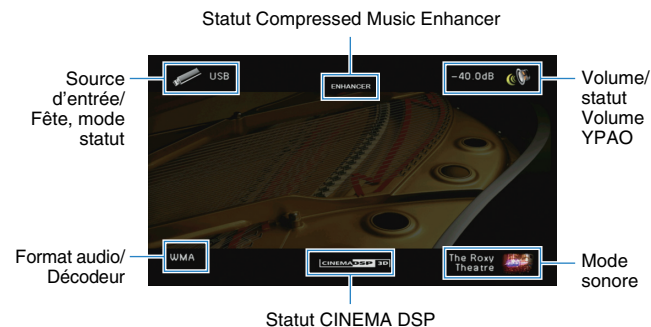 Statut Compressed Music Enhancer
Source
d'entrée/
Fête, mode
statut
USB
ENHANCER
-40.0dB
Volume/
statut
Volume
YPAO
Format audio/
Décodeur
WMA
CINEMA DSP 3D
The Roxy
Theatre
Mode
sonore
Statut CINEMA DSP